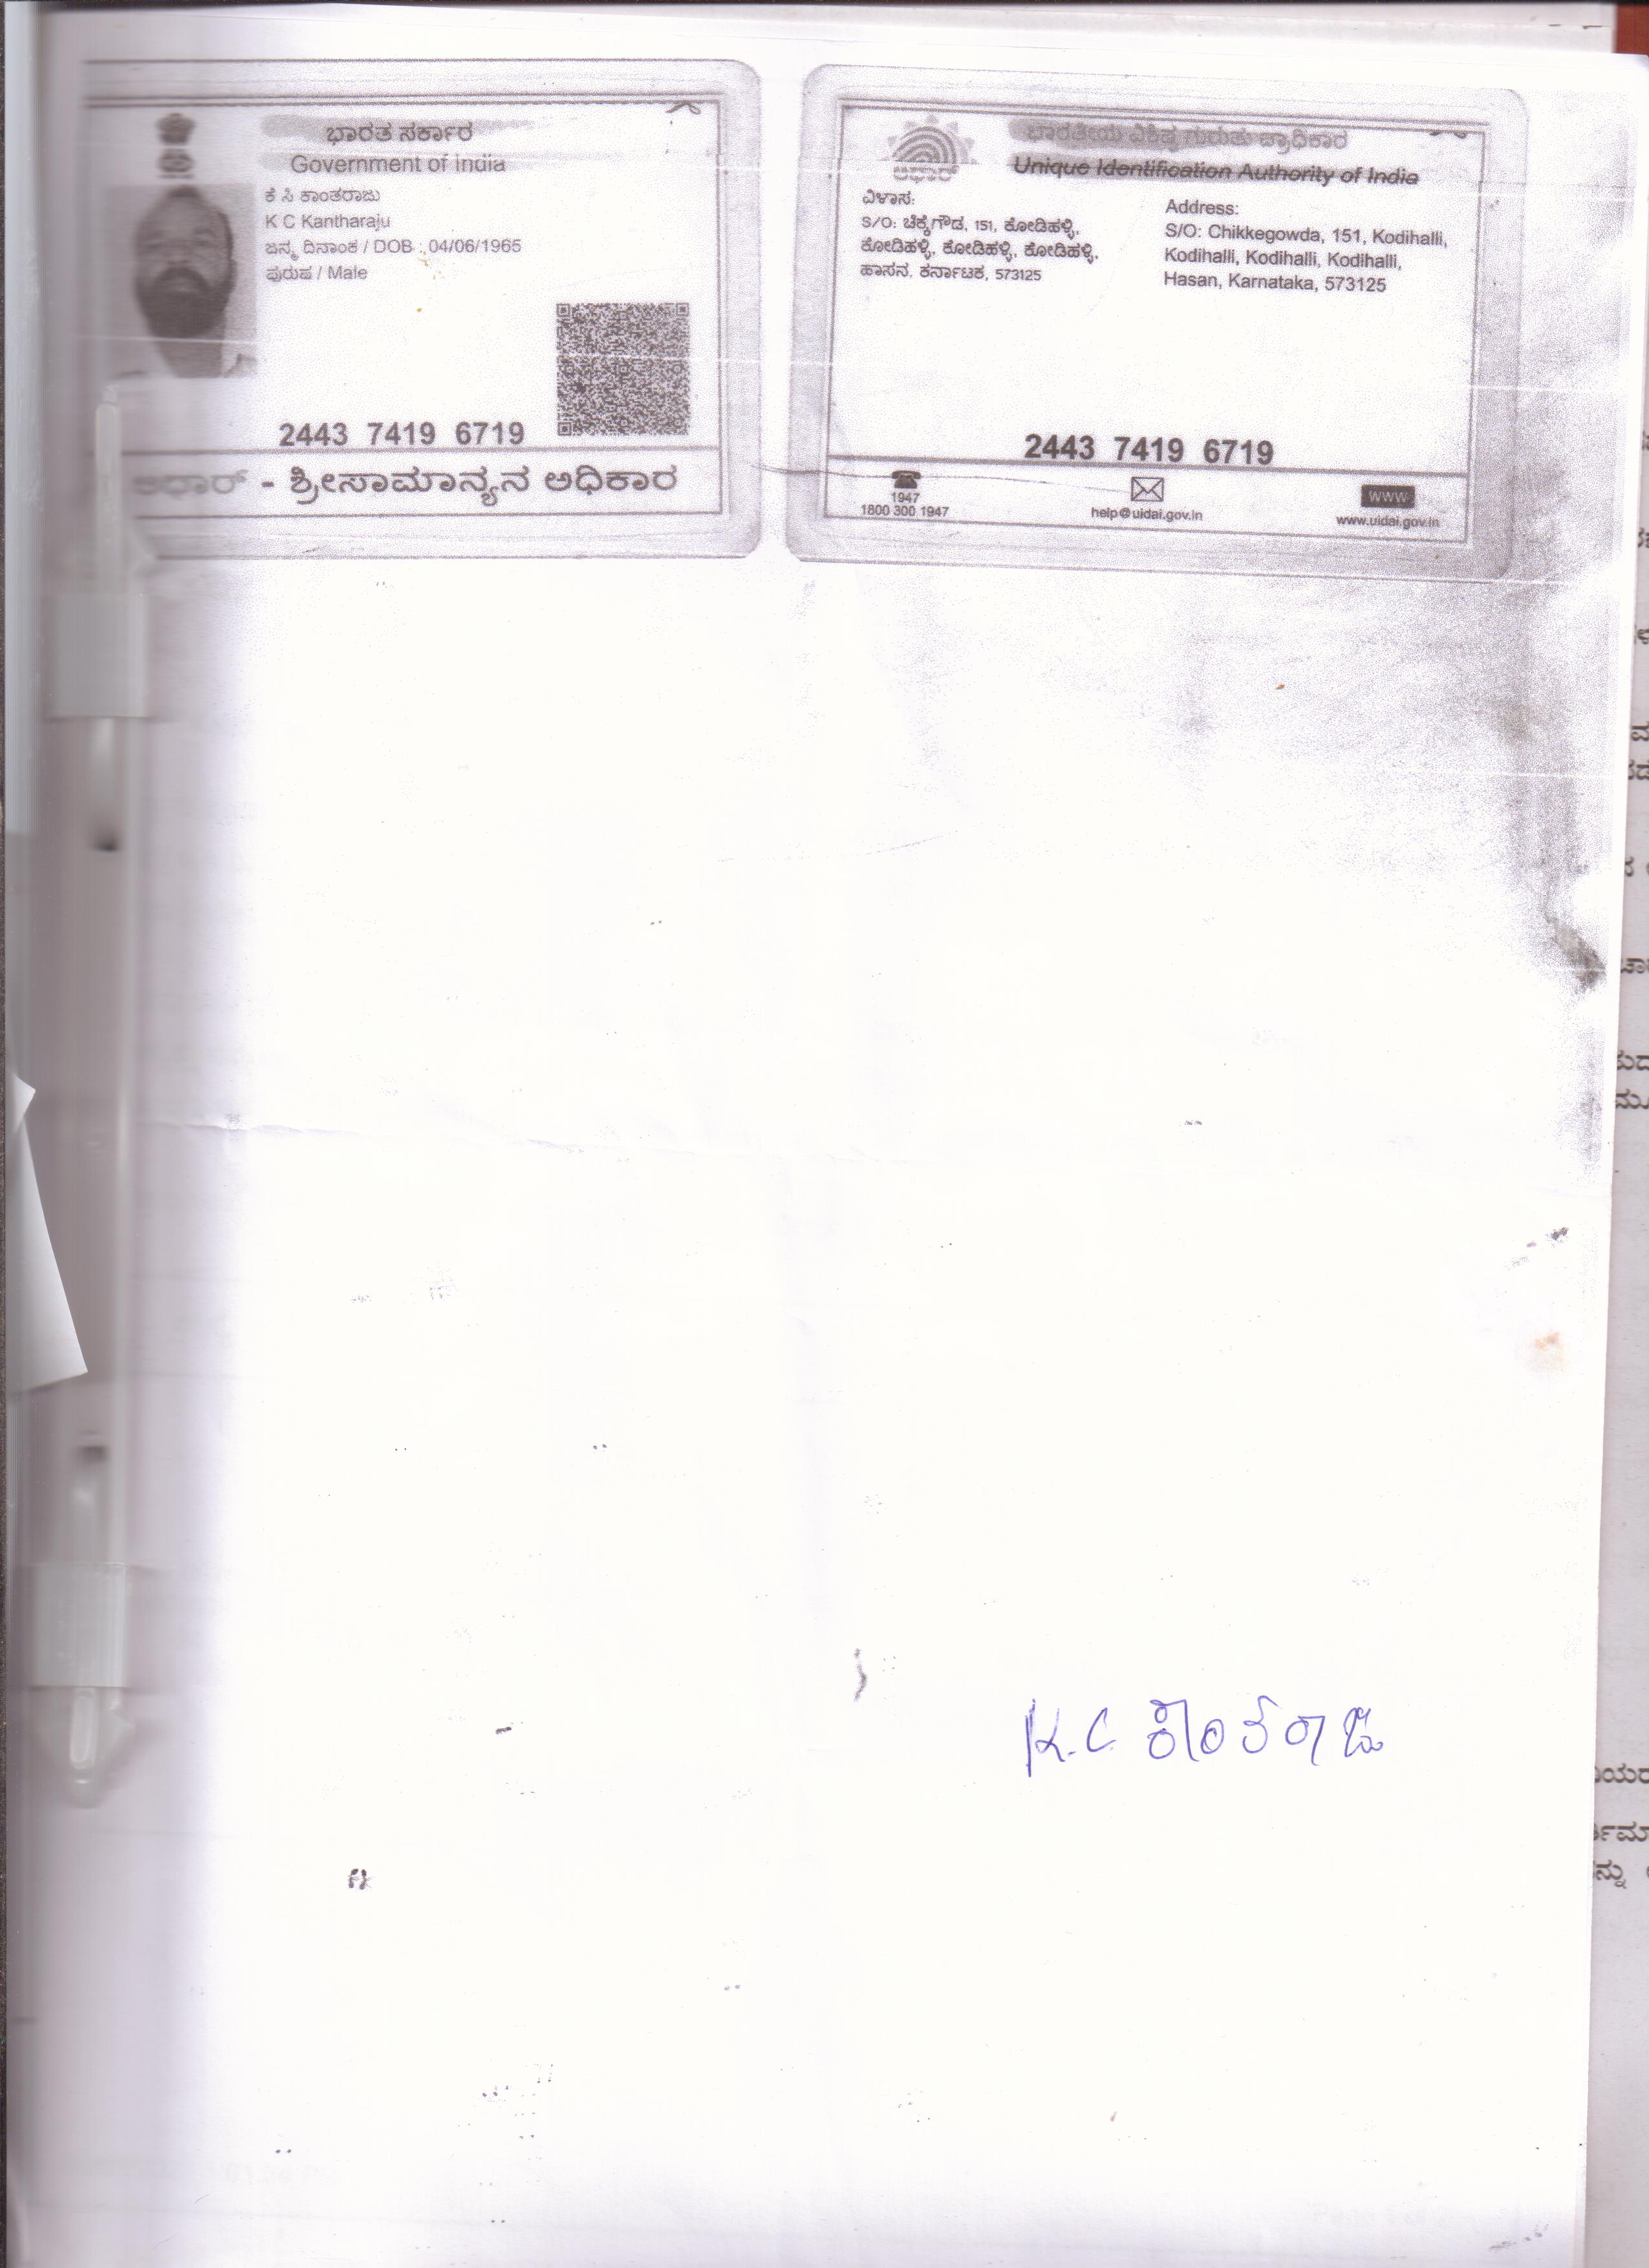 ಭಾರತ ಸರ್ಕಾರ
Government of India
ಕೆ ಸಿ ಕಾಂತರಾಜು
K C Kantharaju
ಜನ್ಮ ದಿನಾಂಕ / DOB : 04/06/1965
ಪುರುಷ / Male
2443 7419 6719
ಆಧಾರ್ - ಶ್ರೀಸಾಮಾನ್ಯನ ಅಧಿಕಾರ
ಭಾರತೀಯ ವಿಶಿಷ್ಟ ಗುರುತು ಪ್ರಾಧಿಕಾರ
Unique Identification Authority of India
ಆಧಾರ್
ವಿಳಾಸ:
S/O: ಚಿಕ್ಕೆಗೌಡ, 151, ಕೋಡಿಹಳ್ಳಿ,
ಕೋಡಿಹಳ್ಳಿ, ಕೋಡಿಹಳ್ಳಿ, ಕೋಡಿಹಳ್ಳಿ,
ಹಾಸನ, ಕರ್ನಾಟಕ, 573125
Address:
S/O: Chikkegowda, 151, Kodihalli,
Kodihalli, Kodihalli, Kodihalli,
Hasan, Karnataka, 573125
2443 7419 6719
1947
1800 300 1947
help@uidai.gov.in
www
www.uidai.gov.in
K.C. ಕಾಂತರಾಜು